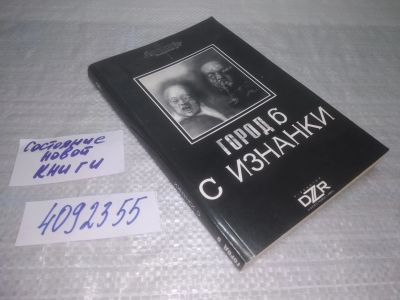 Состояние
новой
книги
4092355
ГОРОД 6
С ИЗНАНКИ
DZR